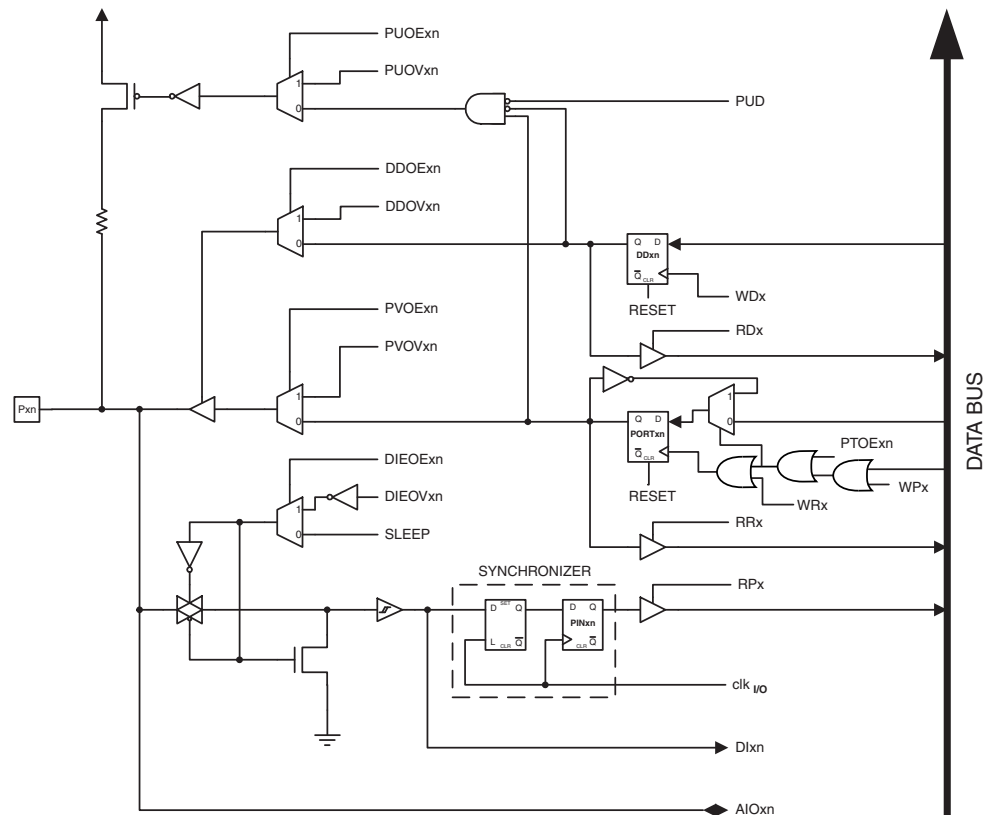 PUOExn
PUOVxn
1
0
PUD
DDOExn
DDOVxn
1
0
Q D
DDxn
Q CLR
WDx
RESET
RDx
PVOExn
PVOVxn
1
0
Pxn
1
0
Q D
PORTxn
Q CLR
PTOExn
WPx
RESET
WRx
RRx
DATA BUS
DIEOExn
DIEOVxn
1
0
SLEEP
SYNCHRONIZER
RPx
D SET Q
L CLR Q
D Q
PINxn
CLR Q
clk I/O
DIxn
AIOxn